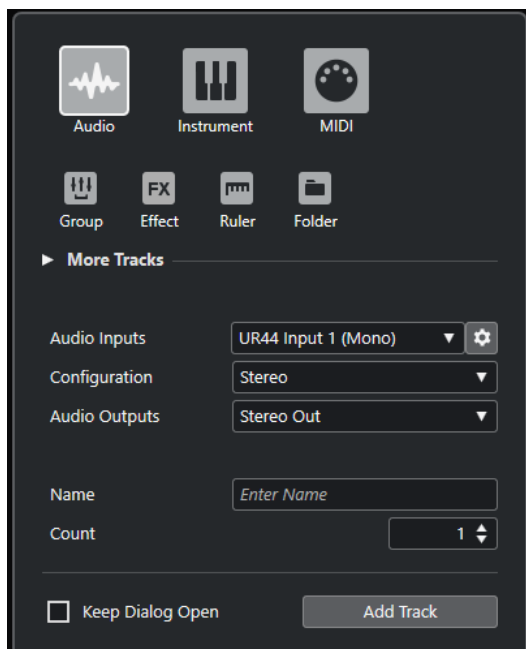 Audio Instrument MIDI
FX
Group Effect Ruler Folder
More Tracks
Audio Inputs UR44 Input 1 (Mono)
Configuration Stereo
Audio Outputs Stereo Out
Name Enter Name
Count 1
Keep Dialog Open Add Track